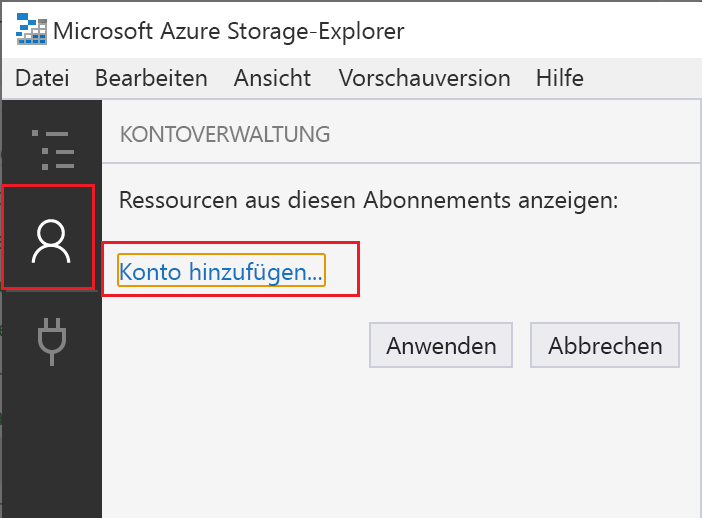 Microsoft Azure Storage-Explorer
Datei Bearbeiten Ansicht Vorschauversion Hilfe
KONTOVERWALTUNG
Ressourcen aus diesen Abonnements anzeigen:
Konto hinzufügen...
Anwenden Abbrechen